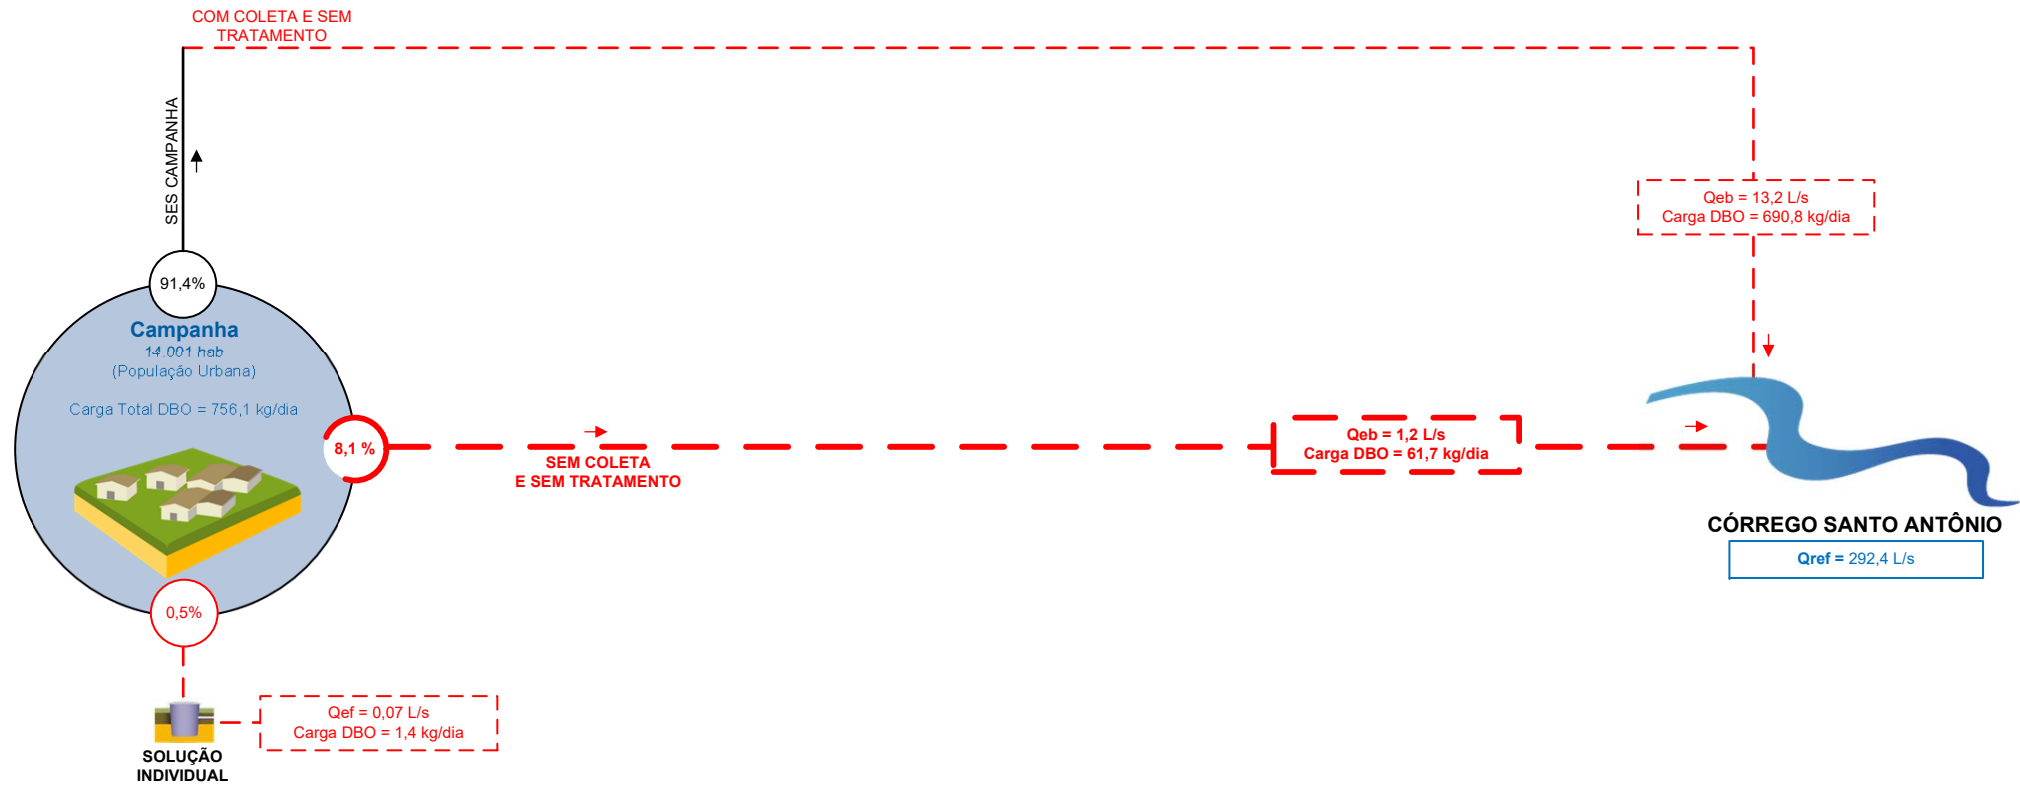 COM COLETA E SEM
TRATAMENTO
SES CAMPANHA
Qeb = 13,2 L/s
Carga DBO = 690,8 kg/dia
91,4%
Campanha
14.001 hab
(População Urbana)
Carga Total DBO = 756,1 kg/dia
8,1 %
SEM COLETA
E SEM TRATAMENTO
Qeb = 1,2 L/s
Carga DBO = 61,7 kg/dia
CÓRREGO SANTO ANTÔNIO
Qref = 292,4 L/s
0,5%
Qef = 0,07 L/s
Carga DBO = 1,4 kg/dia
SOLUÇÃO
INDIVIDUAL